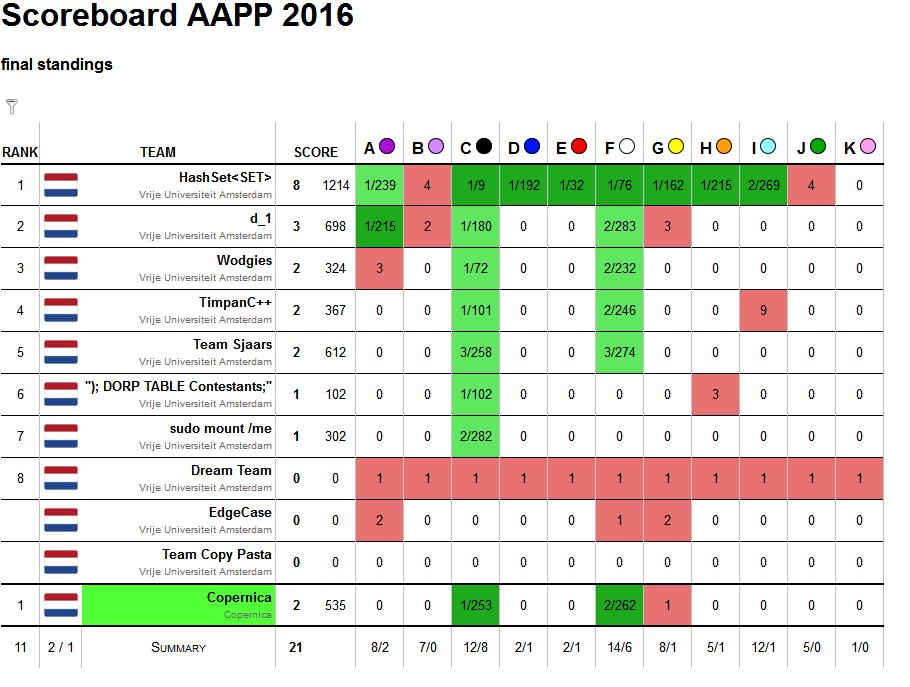 Scoreboard AAPP 2016
final standings
RANK TEAM SCORE A B C D E F G H I J K
1 HashSet<SET> 8 1214 1/239 4 1/9 1/192 1/32 1/76 1/162 1/215 2/269 4 0
Vrije Universiteit Amsterdam
2 d_1 3 698 1/215 2 1/180 0 0 2/283 3 0 0 0 0
Vrije Universiteit Amsterdam
3 Wodgies 2 324 3 0 1/72 0 0 2/232 0 0 0 0 0
Vrije Universiteit Amsterdam
4 TimpanC++ 2 367 0 0 1/101 0 0 2/246 0 0 9 0 0
Vrije Universiteit Amsterdam
5 Team Sjaars 2 612 0 0 3/258 0 0 3/274 0 0 0 0 0
Vrije Universiteit Amsterdam
6 "); DORP TABLE Contestants;" 1 102 0 0 1/102 0 0 0 0 3 0 0 0
Vrije Universiteit Amsterdam
7 sudo mount /me 1 302 0 0 2/282 0 0 0 0 0 0 0 0
Vrije Universiteit Amsterdam
8 Dream Team 0 0 1 1 1 1 1 1 1 1 1 1 1
Vrije Universiteit Amsterdam
EdgeCase 0 0 2 0 0 0 0 1 2 0 0 0 0
Vrije Universiteit Amsterdam
Team Copy Pasta 0 0 0 0 0 0 0 0 0 0 0 0 0
Vrije Universiteit Amsterdam
1 Copernica 2 535 0 0 1/253 0 0 2/262 1 0 0 0 0
Copernica
11 2 / 1 SUMMARY 21 8/2 7/0 12/8 2/1 2/1 14/6 8/1 5/1 12/1 5/0 1/0